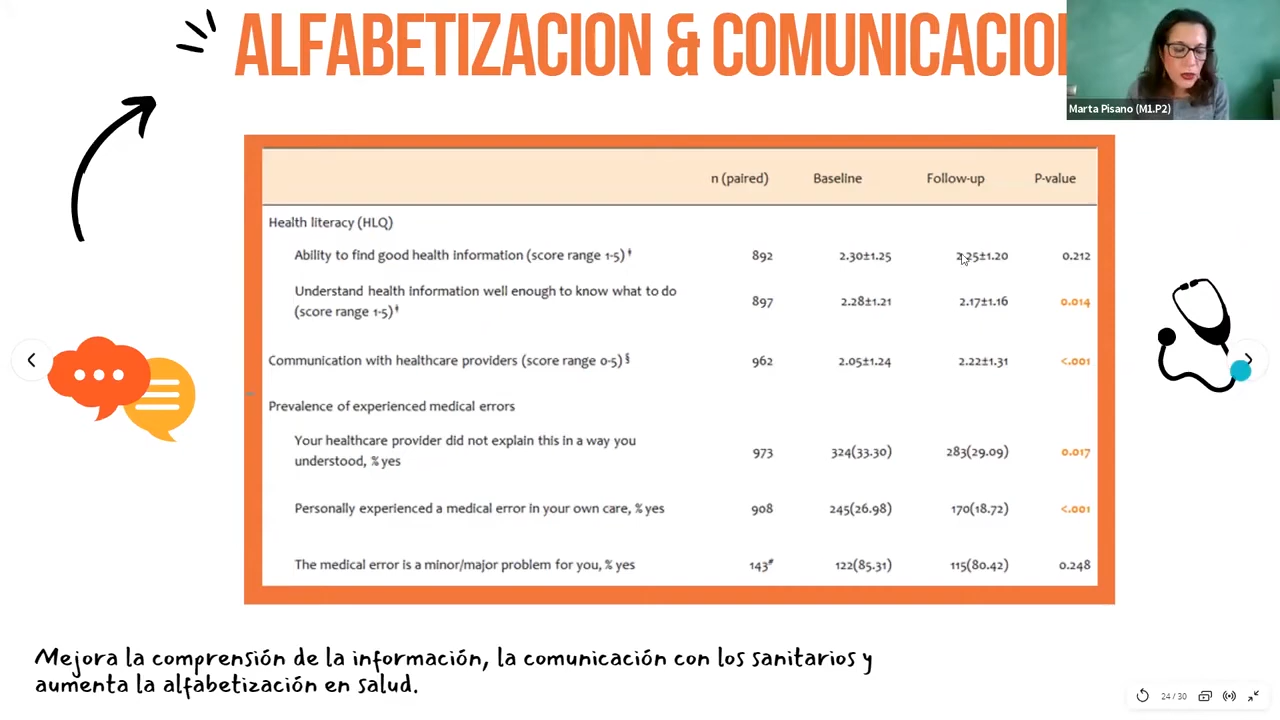 ALFABETIZACION & COMUNICACIO
Marta Pisano (M1.P2)
n (paired) Baseline Follow-up P-value
Health literacy (HLQ)
Ability to find good health information (score range 1-5)† 892 2.30±1.25 2.25±1.20 0.212
Understand health information well enough to know what to do
(score range 1-5)† 897 2.28±1.21 2.17±1.16 0.014
Communication with healthcare providers (score range 0-5)§ 962 2.05±1.24 2.22±1.31 <.001
Prevalence of experienced medical errors
Your healthcare provider did not explain this in a way you
understood, % yes 973 324(33.30) 283(29.09) 0.017
Personally experienced a medical error in your own care, % yes 908 245(26.98) 170(18.72) <.001
The medical error is a minor/major problem for you, % yes 143# 122(85.31) 115(80.42) 0.248
Mejora la comprensión de la información, la comunicación con los sanitarios y
aumenta la alfabetización en salud.
24 / 30